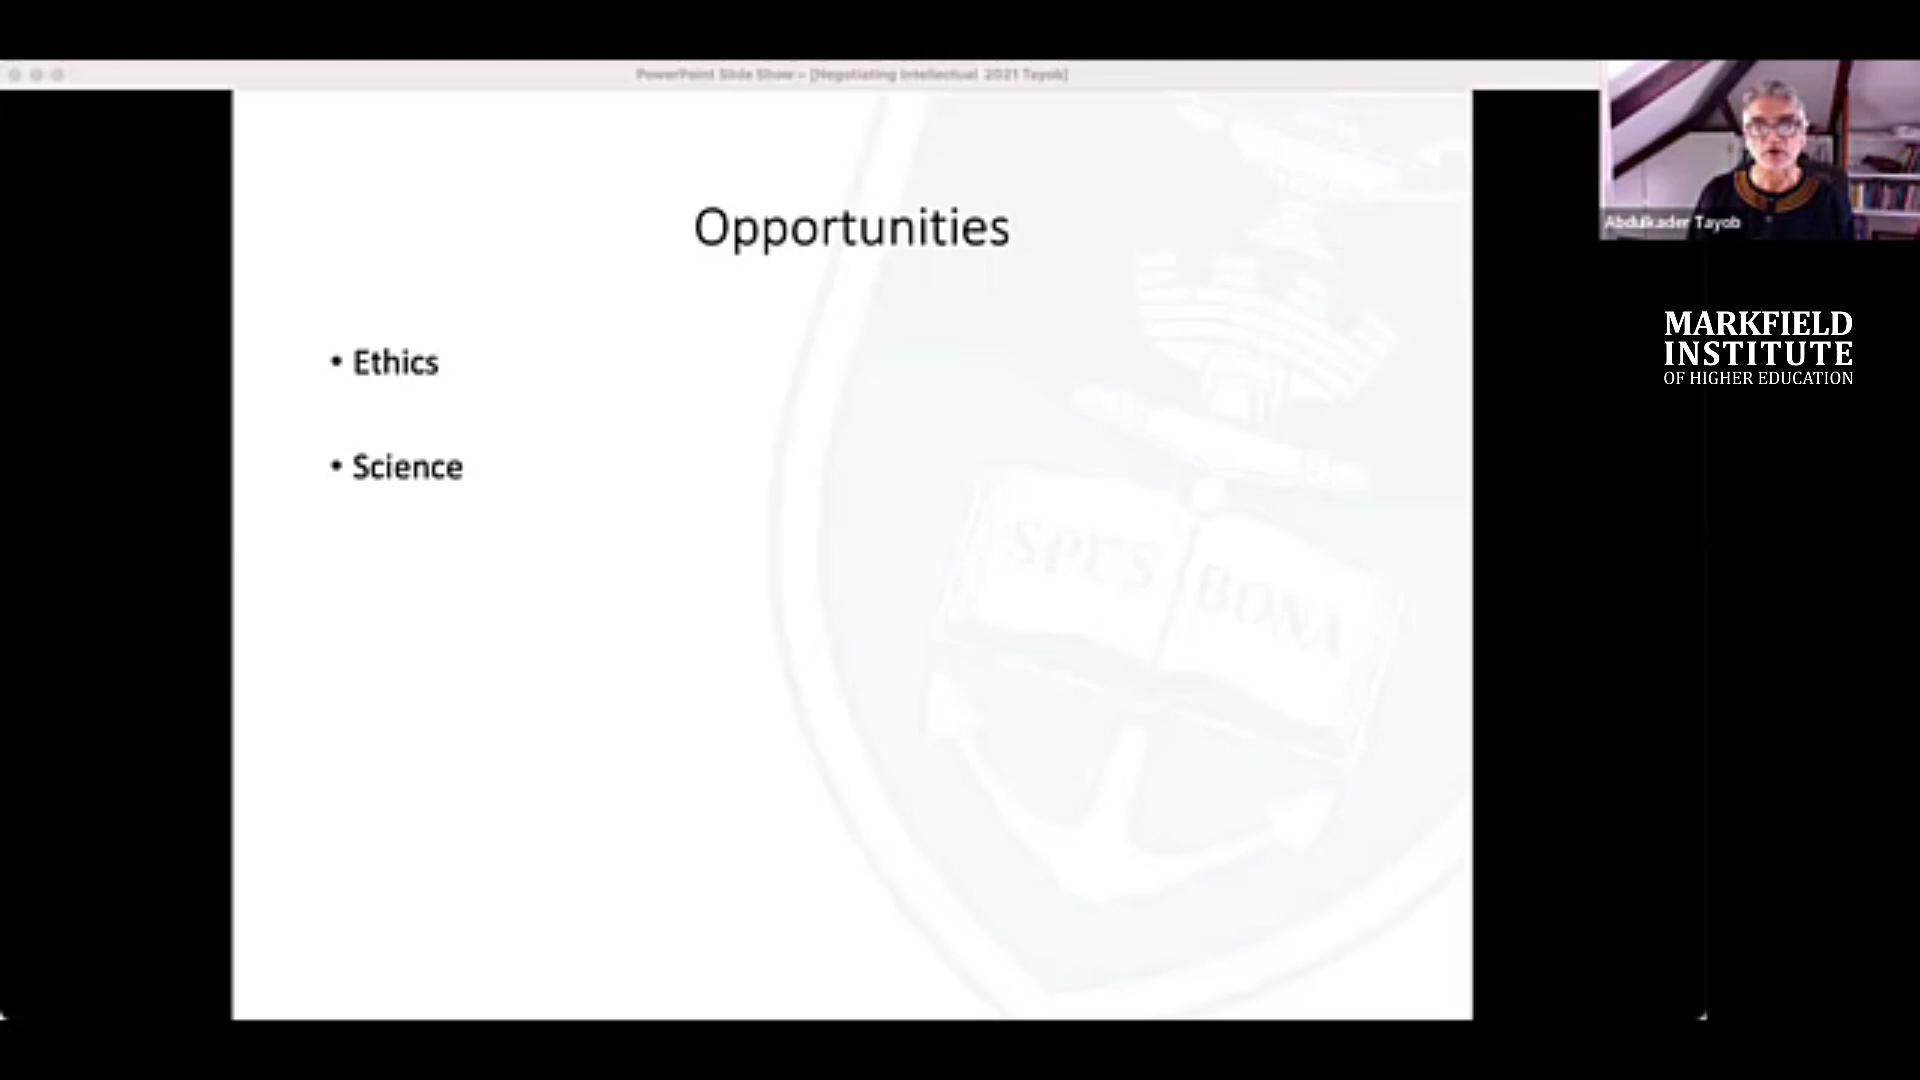 PowerPoint Slide Show – [Negotiating Intellectual 2021 Tayob]
Abdulkader Tayob
MARKFIELD
INSTITUTE
OF HIGHER EDUCATION
Opportunities
• Ethics
• Science
SPES BONA